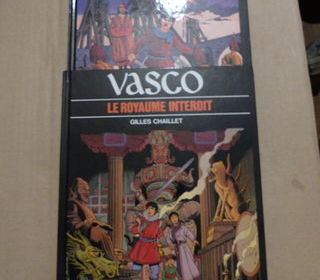 VASCO
LE ROYAUME INTERDIT
GILLES CHAILLET